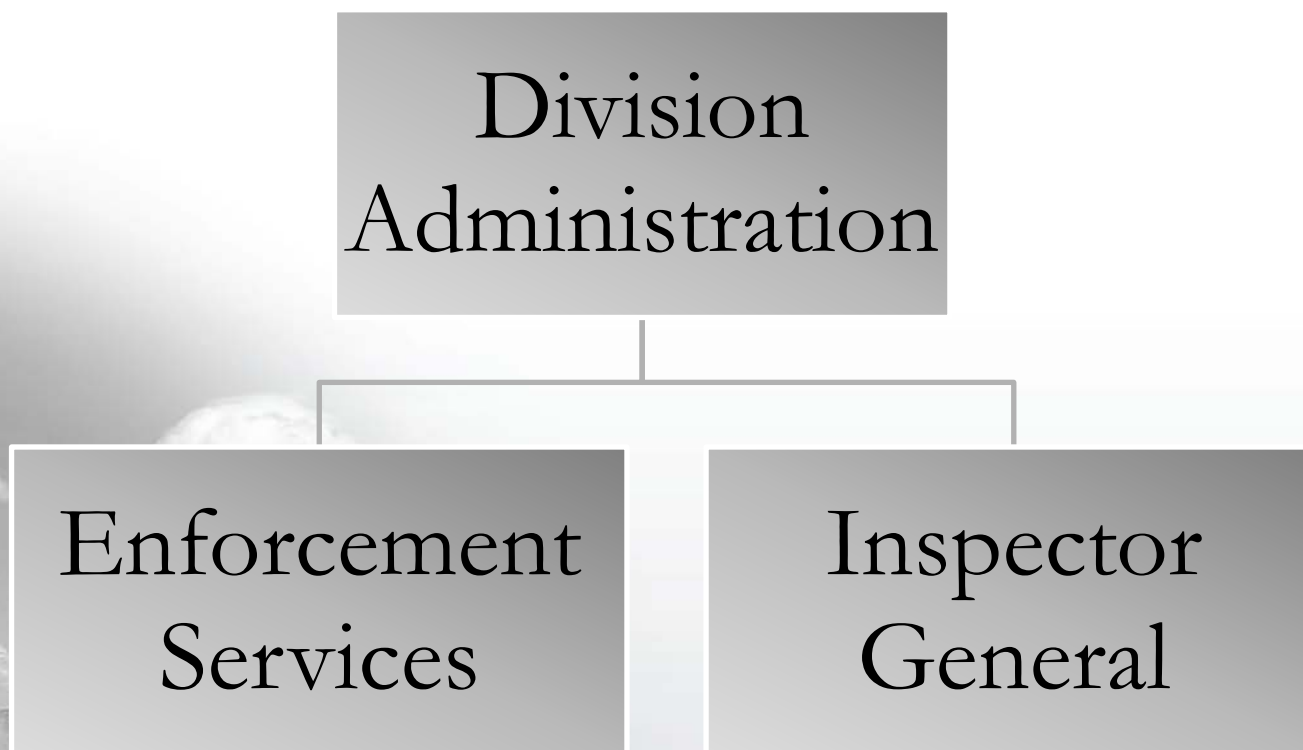 Division
Administration
Enforcement
Services
Inspector
General